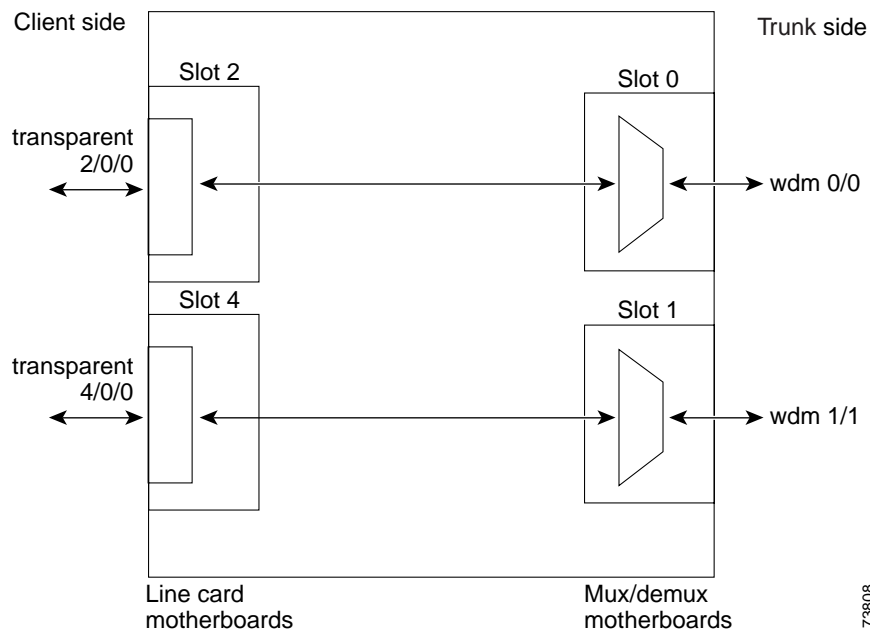 Client side
Trunk side
Slot 2
Slot 0
transparent
2/0/0
wdm 0/0
Slot 4
Slot 1
transparent
4/0/0
wdm 1/1
Line card
motherboards
Mux/demux
motherboards
73808